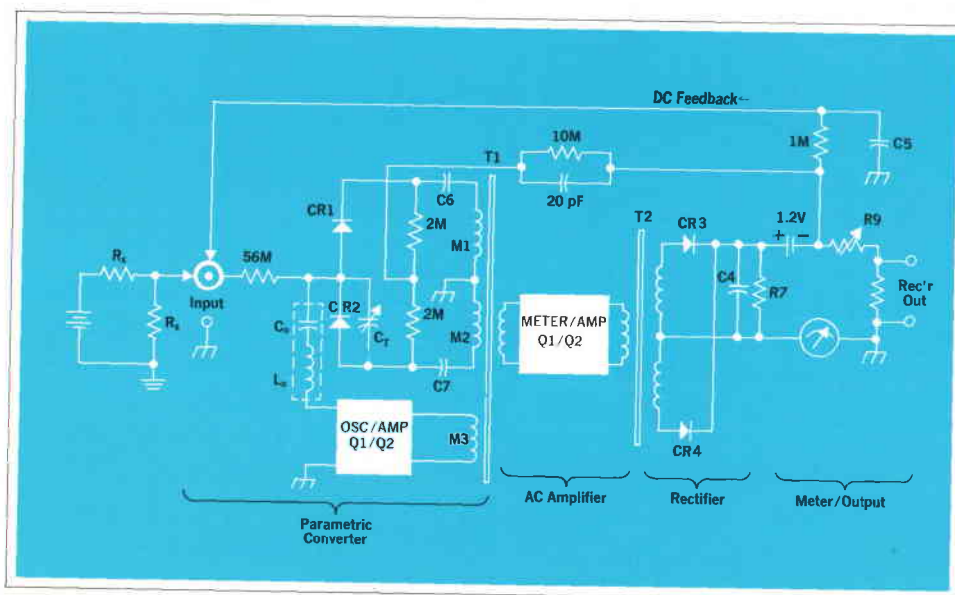 DC Feedback←
10M
1M
C5
T1
20 pF
C6
CR1
2M
M1
T2
CR3
1.2V
R9
+ −
Rx
56M
Input
Rs
CR2
2M
M2
CT
C7
Co
Lo
METER/AMP
Q1/Q2
C4
R7
Rec'r
Out
OSC/AMP
Q1/Q2
M3
CR4
AC Amplifier
Rectifier
Meter/Output
Parametric
Converter